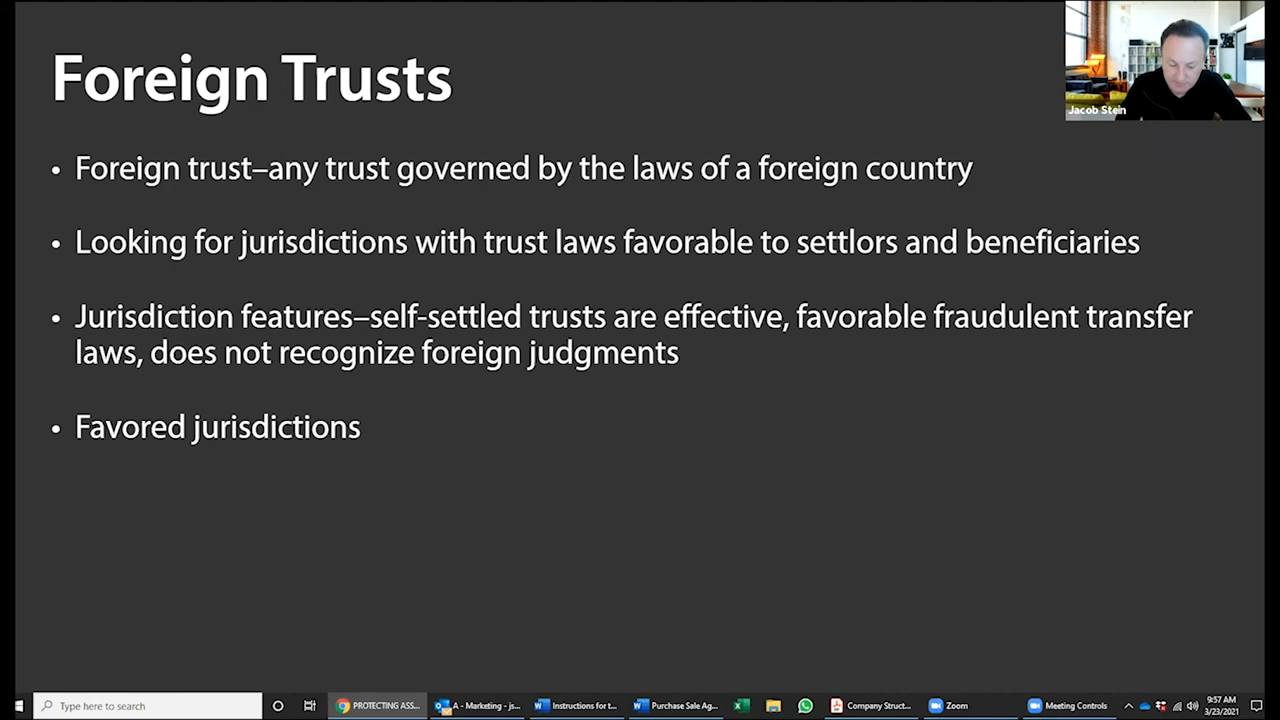 Foreign Trusts
Jacob Stein
• Foreign trust–any trust governed by the laws of a foreign country
• Looking for jurisdictions with trust laws favorable to settlors and beneficiaries
• Jurisdiction features–self-settled trusts are effective, favorable fraudulent transfer
laws, does not recognize foreign judgments
• Favored jurisdictions
Type here to search
PROTECTING ASS...
A - Marketing - js...
Instructions for t...
Purchase Sale Ag...
Company Struct...
Zoom
Meeting Controls
9:57 AM
3/23/2021